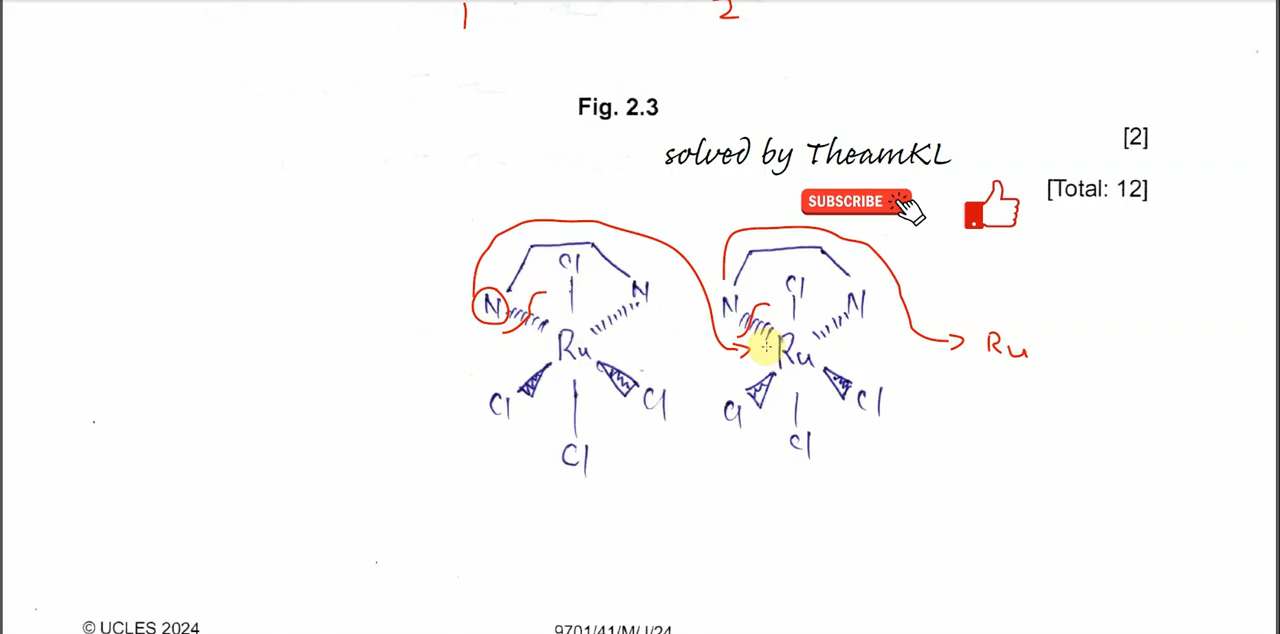 1 2
Fig. 2.3
[2]
solved by TheamKL
[Total: 12]
SUBSCRIBE
Cl Cl
N N N N
Ru Ru Ru
Cl Cl Cl Cl
Cl Cl
© UCLES 2024 9701/41/M/J/24